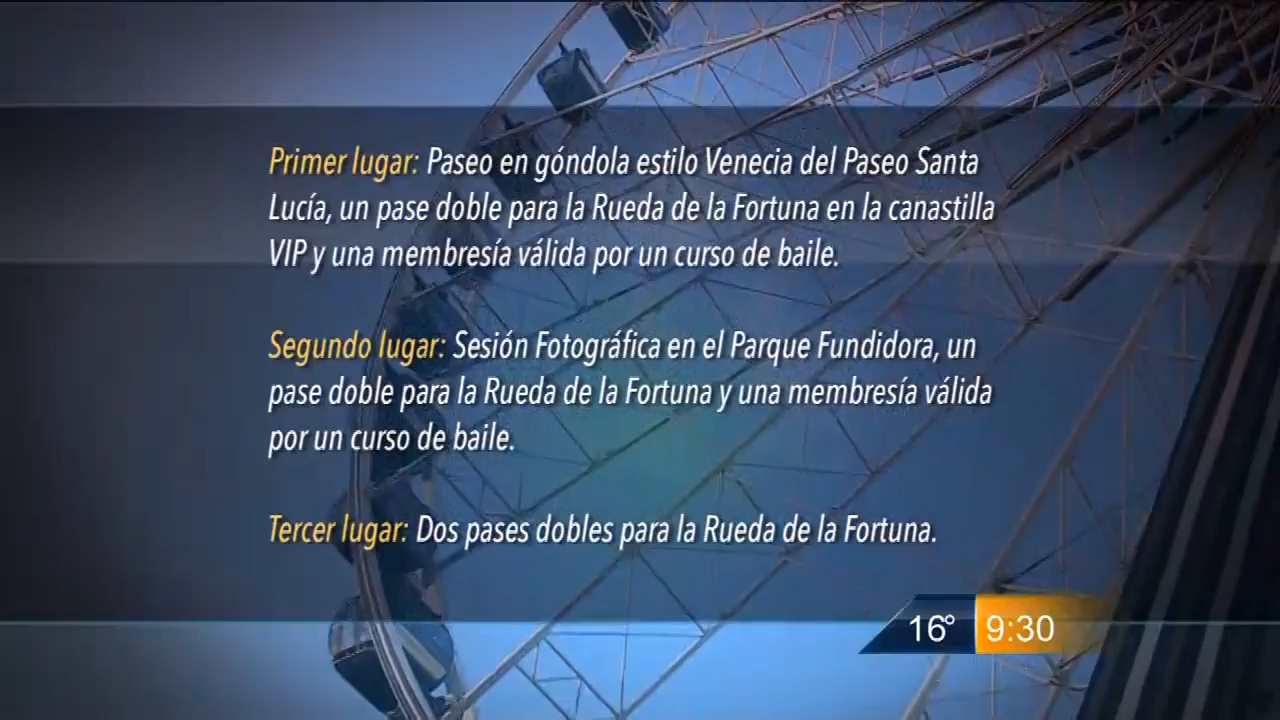 Primer lugar: Paseo en góndola estilo Venecia del Paseo Santa
Lucía, un pase doble para la Rueda de la Fortuna en la canastilla
VIP y una membresía válida por un curso de baile.
Segundo lugar: Sesión Fotográfica en el Parque Fundidora, un
pase doble para la Rueda de la Fortuna y una membresía válida
por un curso de baile.
Tercer lugar: Dos pases dobles para la Rueda de la Fortuna.
16° 9:30